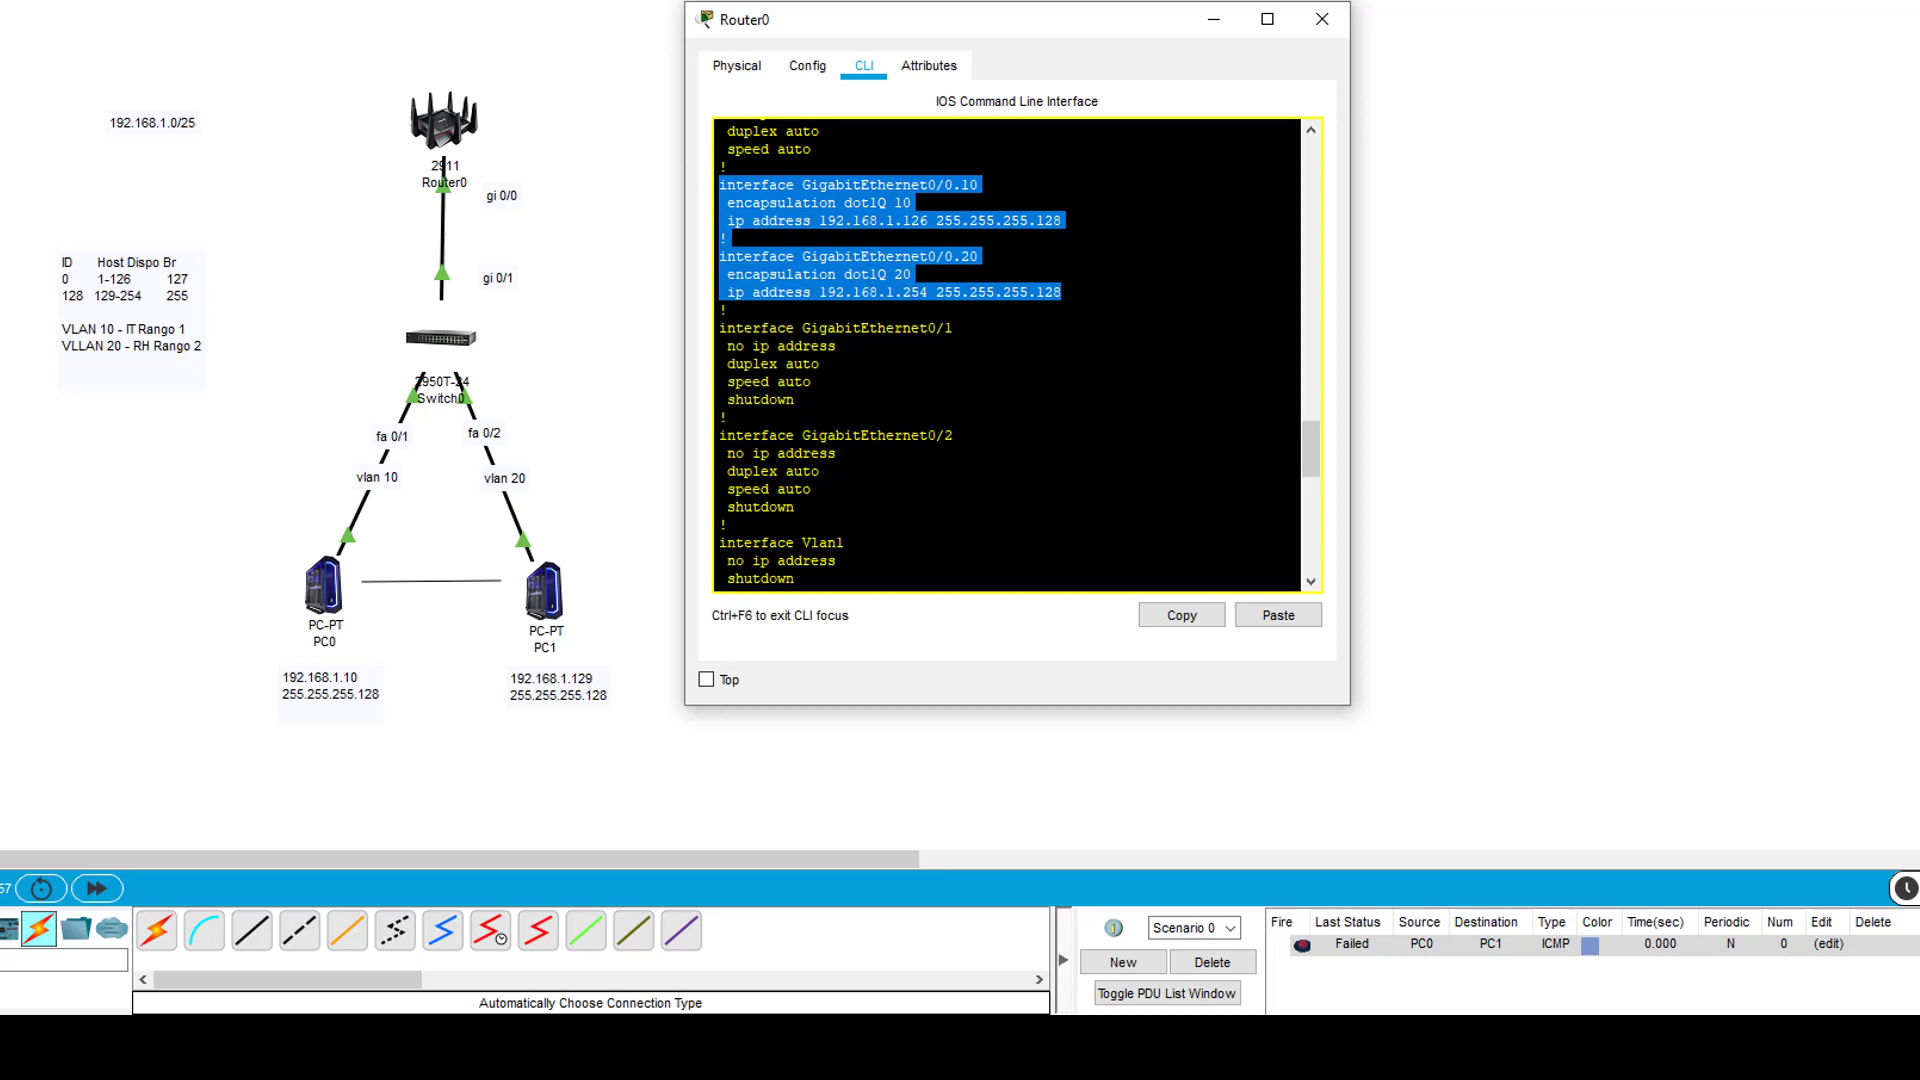 Router0
Physical Config CLI Attributes
IOS Command Line Interface
duplex auto
speed auto
!
interface GigabitEthernet0/0.10
encapsulation dot1Q 10
ip address 192.168.1.126 255.255.255.128
!
interface GigabitEthernet0/0.20
encapsulation dot1Q 20
ip address 192.168.1.254 255.255.255.128
!
interface GigabitEthernet0/1
no ip address
duplex auto
speed auto
shutdown
!
interface GigabitEthernet0/2
no ip address
duplex auto
speed auto
shutdown
!
interface Vlan1
no ip address
shutdown
Ctrl+F6 to exit CLI focus
Copy
Paste
Top
192.168.1.0/25
2911
Router0
gi 0/0
gi 0/1
ID Host Dispo Br
0 1-126 127
128 129-254 255
VLAN 10 - IT Rango 1
VLLAN 20 - RH Rango 2
2950T-24
Switch0
fa 0/1
fa 0/2
vlan 10
vlan 20
PC-PT
PC0
PC-PT
PC1
192.168.1.10
255.255.255.128
192.168.1.129
255.255.255.128
57
Automatically Choose Connection Type
Scenario 0
New
Delete
Toggle PDU List Window
Fire Last Status Source Destination Type Color Time(sec) Periodic Num Edit Delete
Failed PC0 PC1 ICMP 0.000 N 0 (edit)